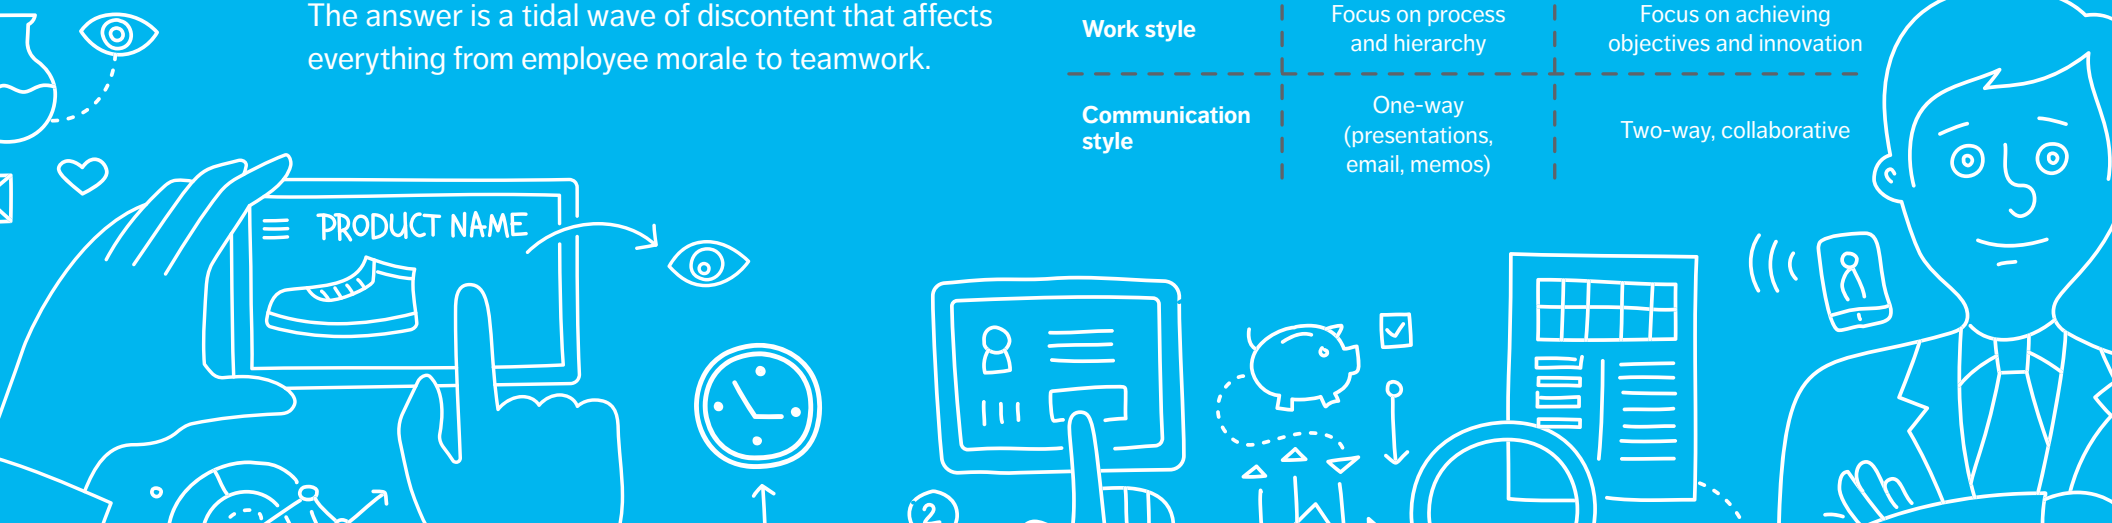 The answer is a tidal wave of discontent that affects
everything from employee morale to teamwork.
Work style
Focus on process
and hierarchy
Focus on achieving
objectives and innovation
Communication
style
One-way
(presentations,
email, memos)
Two-way, collaborative
PRODUCT NAME
2